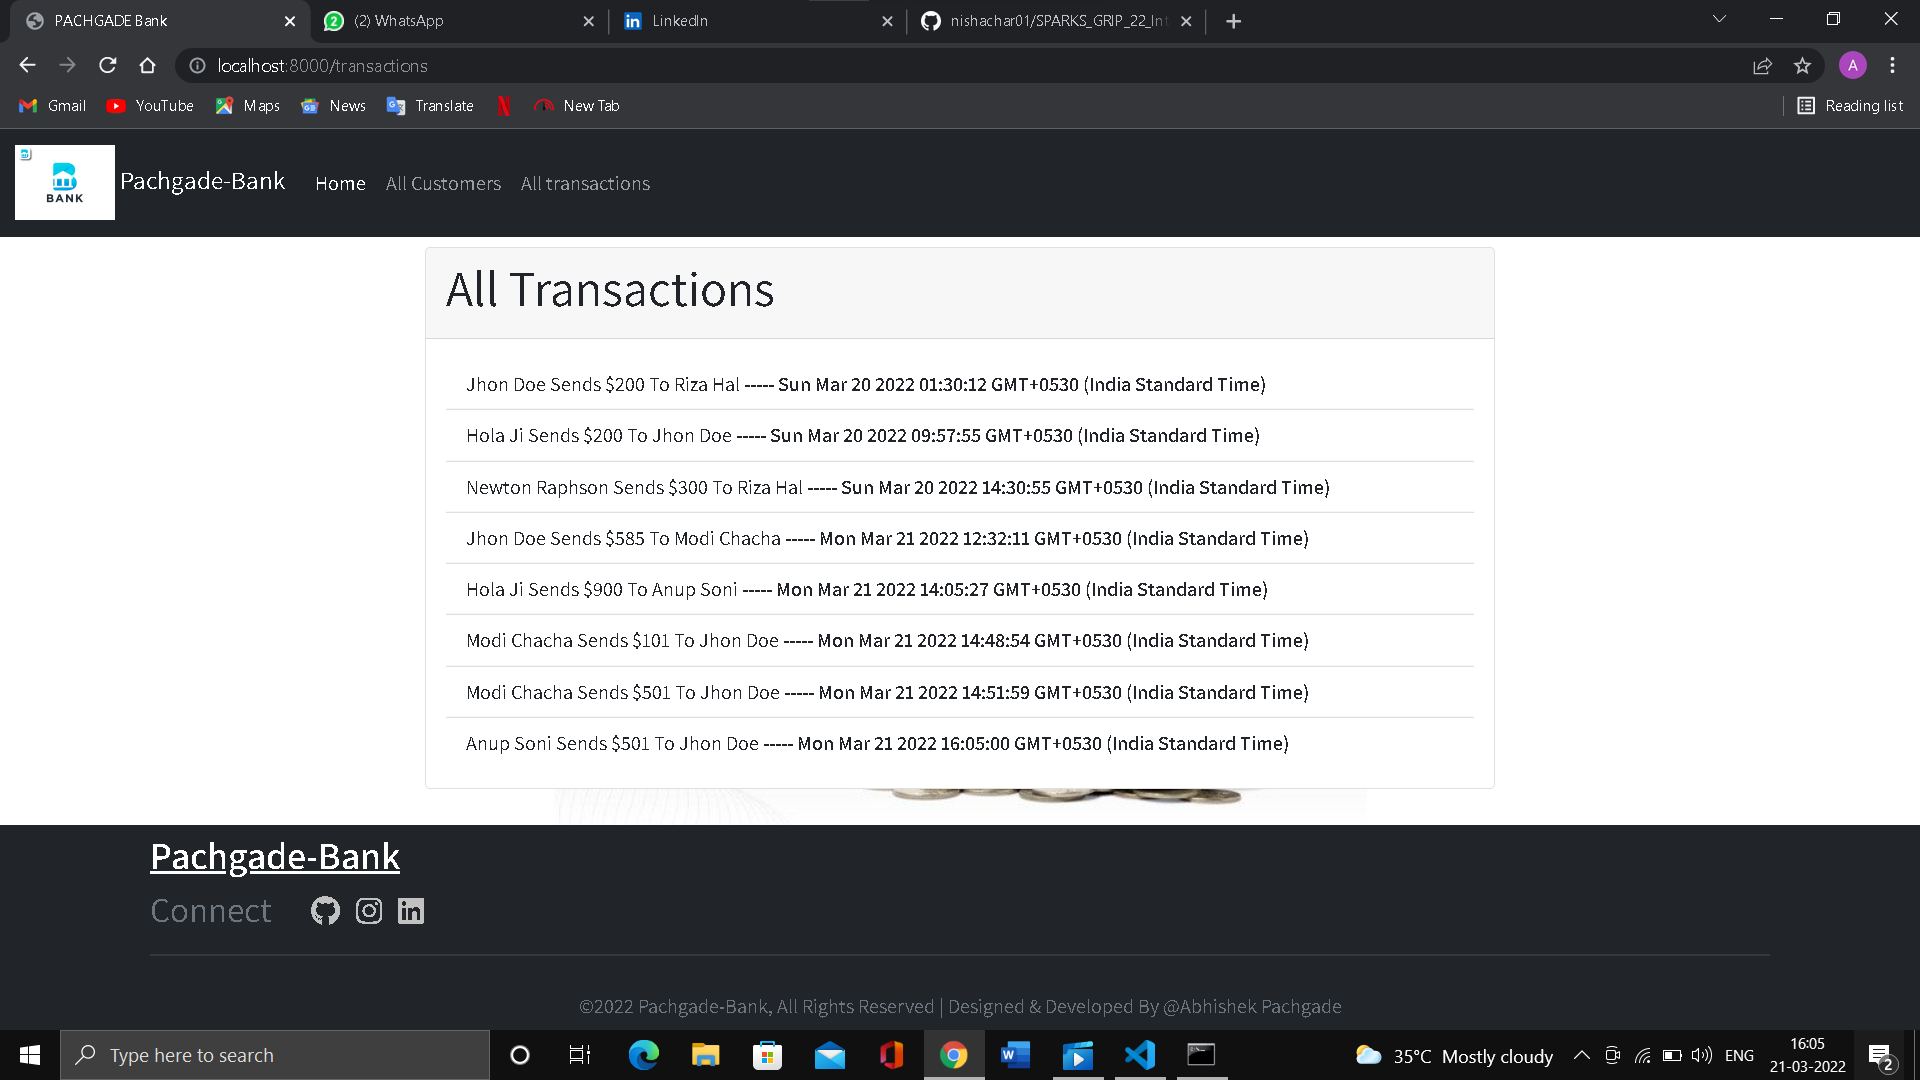 PACHGADE Bank
(2) WhatsApp
LinkedIn
nishachar01/SPARKS_GRIP_22_Int
localhost:8000/transactions
A
Gmail
YouTube
Maps
News
Translate
New Tab
Reading list
BANK
Pachgade-Bank
Home
All Customers
All transactions
All Transactions
Jhon Doe Sends $200 To Riza Hal ----- Sun Mar 20 2022 01:30:12 GMT+0530 (India Standard Time)
Hola Ji Sends $200 To Jhon Doe ----- Sun Mar 20 2022 09:57:55 GMT+0530 (India Standard Time)
Newton Raphson Sends $300 To Riza Hal ----- Sun Mar 20 2022 14:30:55 GMT+0530 (India Standard Time)
Jhon Doe Sends $585 To Modi Chacha ----- Mon Mar 21 2022 12:32:11 GMT+0530 (India Standard Time)
Hola Ji Sends $900 To Anup Soni ----- Mon Mar 21 2022 14:05:27 GMT+0530 (India Standard Time)
Modi Chacha Sends $101 To Jhon Doe ----- Mon Mar 21 2022 14:48:54 GMT+0530 (India Standard Time)
Modi Chacha Sends $501 To Jhon Doe ----- Mon Mar 21 2022 14:51:59 GMT+0530 (India Standard Time)
Anup Soni Sends $501 To Jhon Doe ----- Mon Mar 21 2022 16:05:00 GMT+0530 (India Standard Time)
Pachgade-Bank
Connect
©2022 Pachgade-Bank, All Rights Reserved | Designed & Developed By @Abhishek Pachgade
Type here to search
35°C Mostly cloudy
ENG
16:05
21-03-2022
2